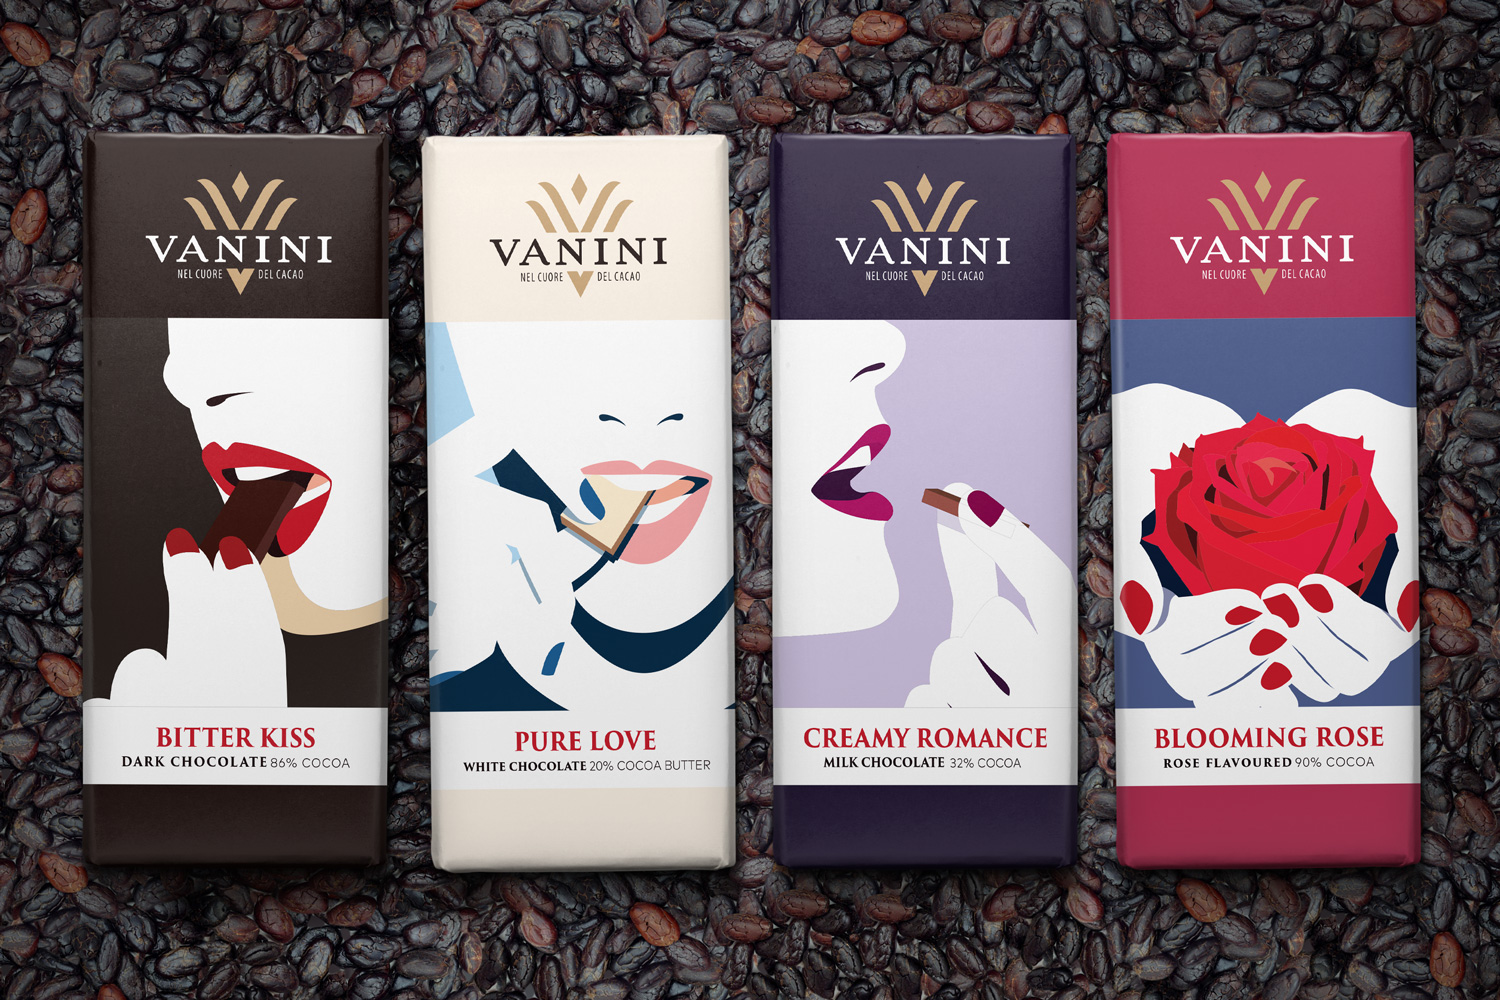 VANINI
NEL CUORE DEL CACAO
BITTER KISS
DARK CHOCOLATE 86% COCOA
VANINI
NEL CUORE DEL CACAO
PURE LOVE
WHITE CHOCOLATE 20% COCOA BUTTER
VANINI
NEL CUORE DEL CACAO
CREAMY ROMANCE
MILK CHOCOLATE 32% COCOA
VANINI
NEL CUORE DEL CACAO
BLOOMING ROSE
ROSE FLAVOURED 90% COCOA